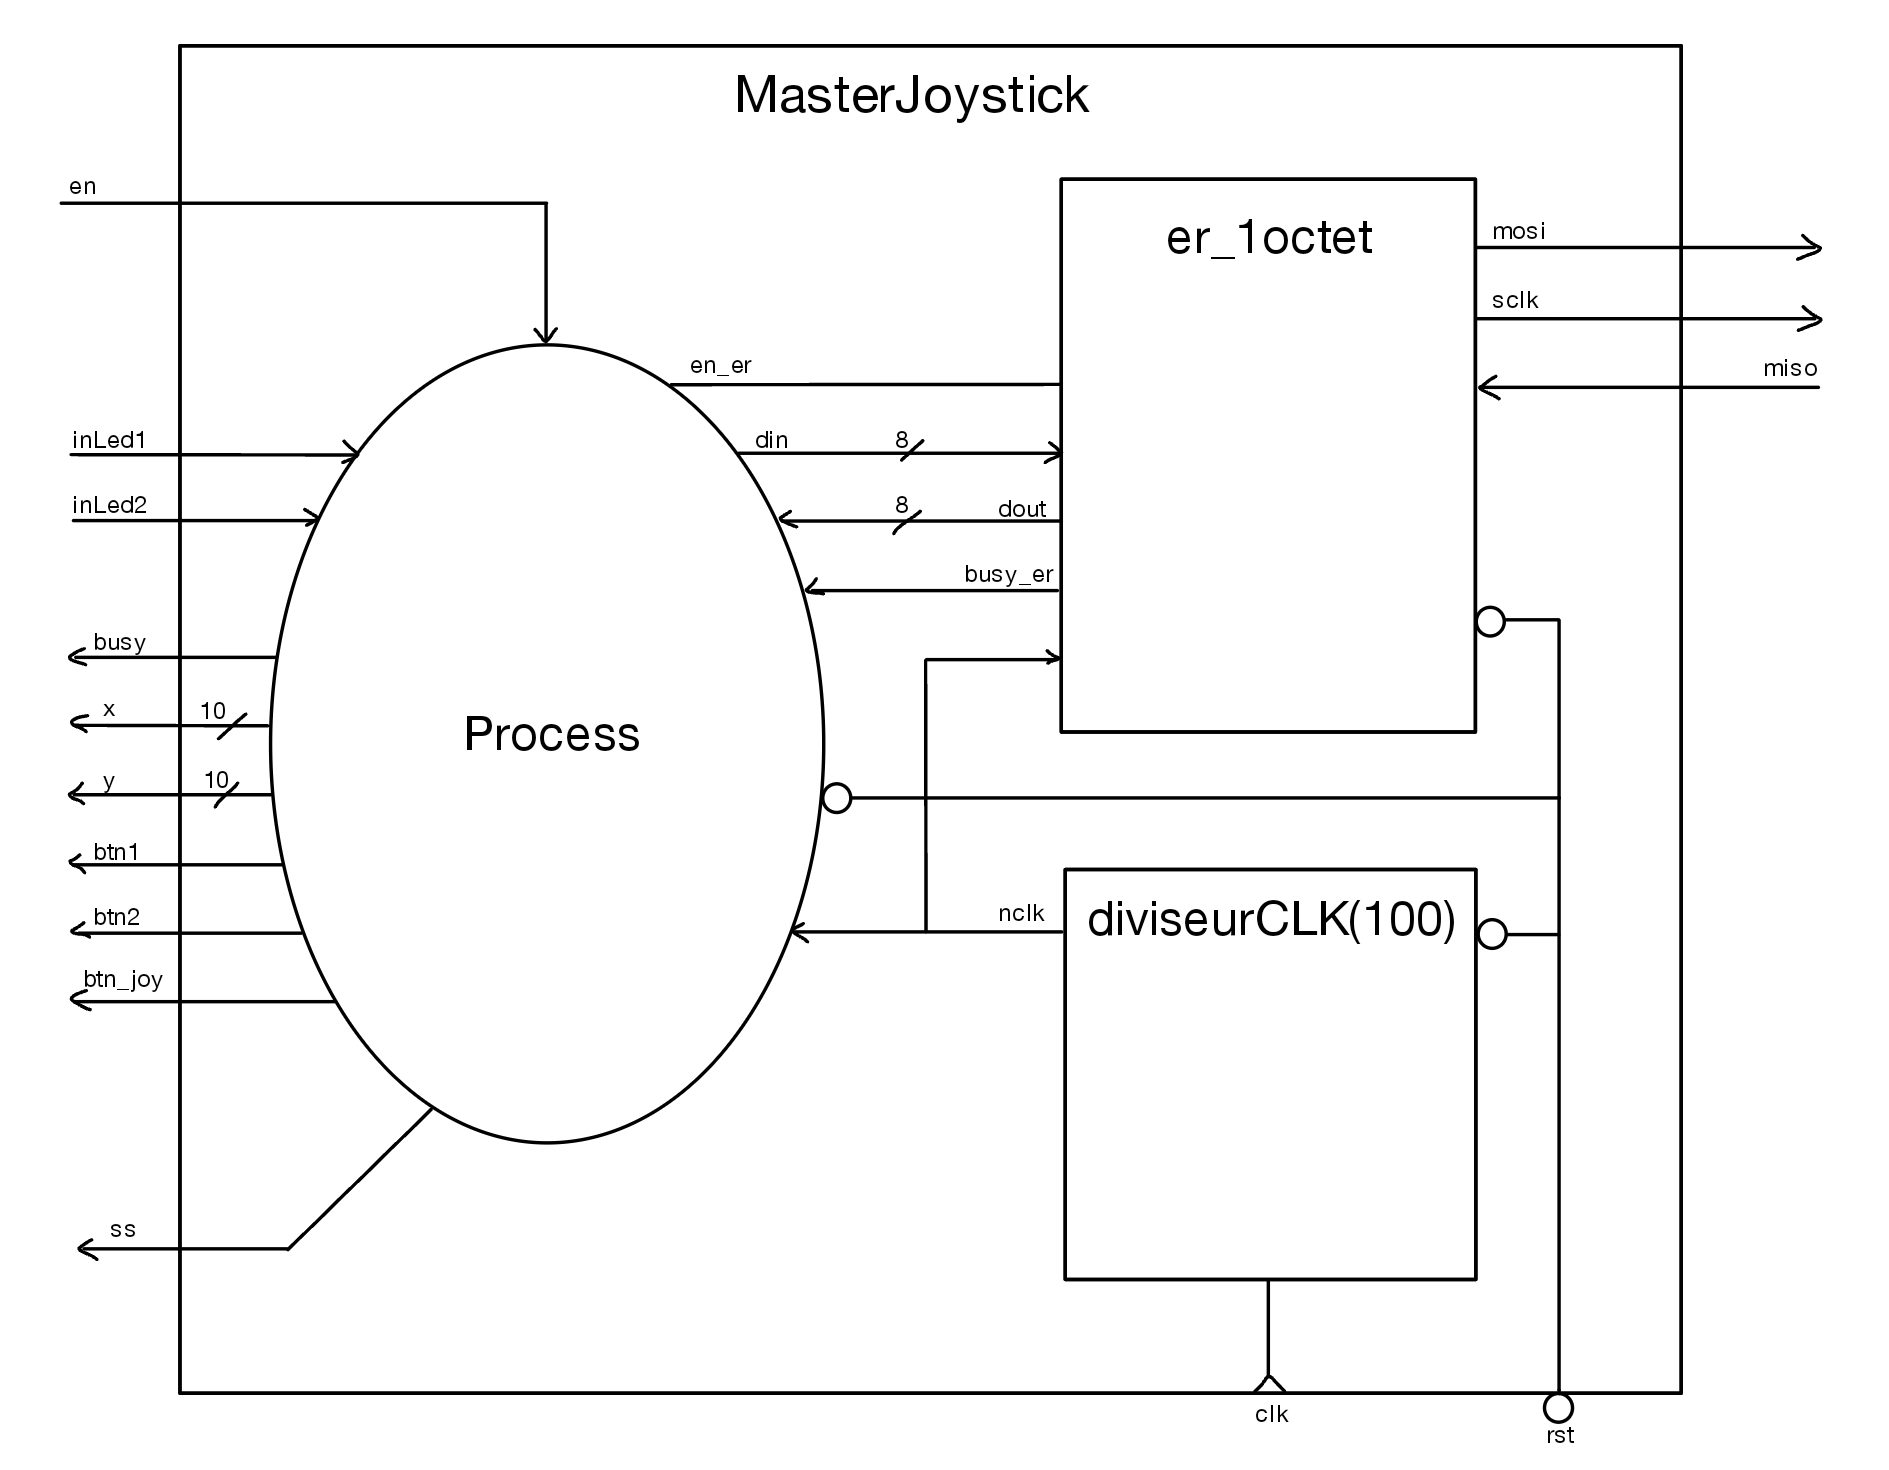 MasterJoystick
en
er_1octet
mosi
sclk
miso
en_er
inLed1
din
8
inLed2
8
dout
busy_er
busy
x
10
Process
y
10
btn1
btn2
nclk
diviseurCLK(100)
btn_joy
ss
clk
rst